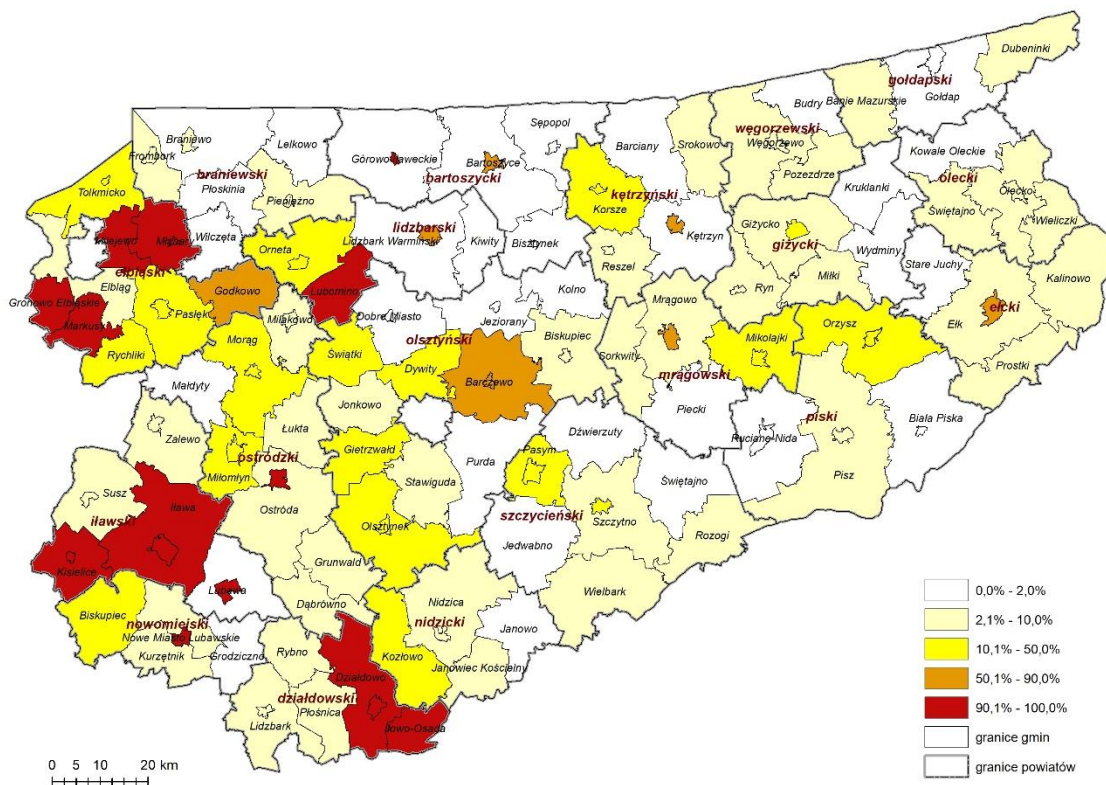 Dubeninki
gołdapski
Gołdap
Budry
Banie Mazurskie
Sępopol
węgorzewski
Węgorzewo
Braniewo
Lelkowo
Barciany
Srokowo
Frombork
Górowo Iławeckie
Bartoszyce
Kowale Oleckie
braniewski
Płoskinia
bartoszycki
Pozezdrze
olecki
Tolkmicko
Pieniężno
kętrzyński
Kruklanki
Olecko
Korsze
Świętajno
Wieliczki
lidzbarski
Giżycko
Milejewo
Młynary
Wilczęta
Orneta
Lidzbark Warmiński
Kiwity
Bisztynek
Kętrzyn
giżycki
Wydminy
Reszel
Stare Juchy
elbląski
Elbląg
Gronowo Elbląskie
Godkowo
Lubomino
Kolno
Mrągowo
Ryn
Miłki
Kalinowo
Markusy
Pasłęk
Miłakowo
Dobre Miasto
Jeziorany
ełcki
Ełk
Rychliki
Morąg
Świątki
olsztyński
Biskupiec
Mikołajki
Orzysz
Dywity
Sorkwity
Prostki
Małdyty
Barczewo
mrągowski
Jonkowo
Piecki
piski
Biała Piska
Łukta
Dźwierzuty
Ruciane-Nida
Zalewo
Gietrzwałd
Pasym
ostródzki
Purda
Miłomłyn
Stawiguda
Świętajno
Pisz
Susz
Iława
Ostróda
iławski
Olsztynek
szczycieński
Szczytno
Rozogi
Kisielice
Jedwabno
Grunwald
Lubawa
Wielbark
Dąbrówno
Nidzica
Biskupiec
nowomiejski
nidzicki
Janowo
Nowe Miasto Lubawskie
Kurzętnik
Grodziczno
Rybno
Kozłowo
Janowiec Kościelny
Działdowo
działdowski
Płośnica
Lidzbark
Iłowo-Osada
0,0% - 2,0%
2,1% - 10,0%
10,1% - 50,0%
50,1% - 90,0%
90,1% - 100,0%
granice gmin
granice powiatów
0 5 10 20 km